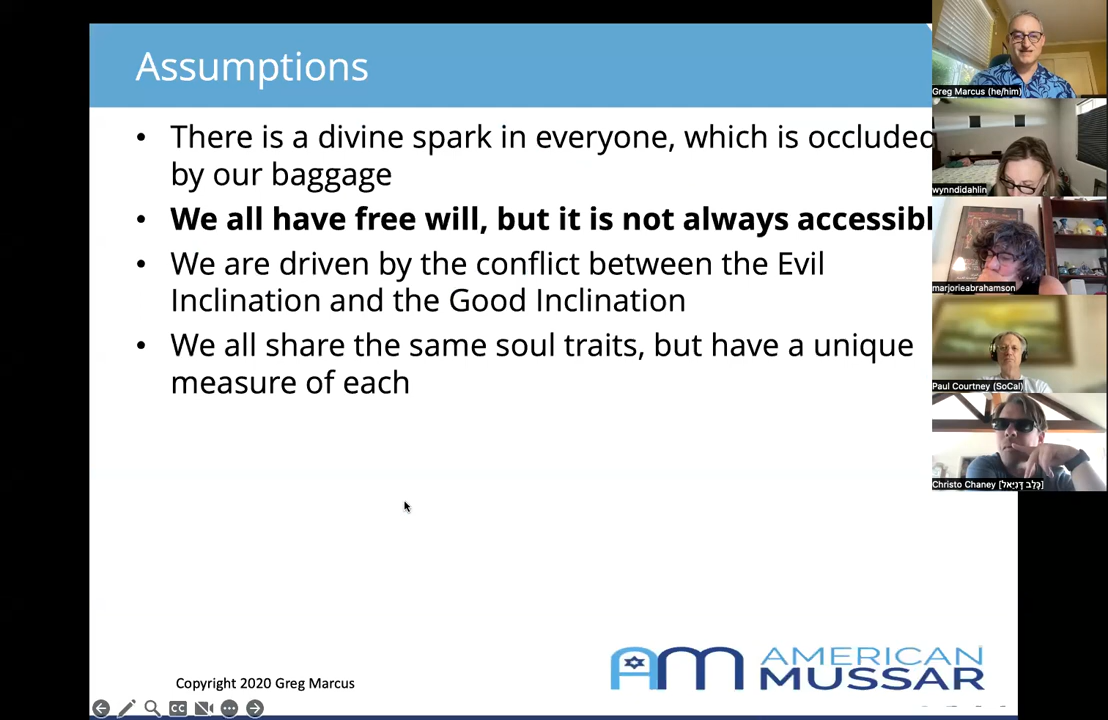 Assumptions
• There is a divine spark in everyone, which is occluded
by our baggage
• We all have free will, but it is not always accessibl
• We are driven by the conflict between the Evil
Inclination and the Good Inclination
• We all share the same soul traits, but have a unique
measure of each
Copyright 2020 Greg Marcus
AM AMERICAN
MUSSAR
CC
Greg Marcus (he/him)
wynndidahlin
marjorieabrahamson
Paul Courtney (SoCal)
Christo Chaney [כָּלֵב דָּנִיֵּאל]